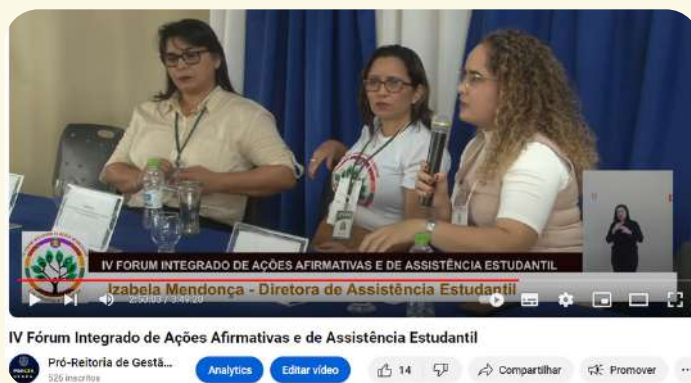 IV FORUM INTEGRADO DE AÇÕES AFIRMATIVAS E DE ASSISTÊNCIA ESTUDANTIL
Izabela Mendonça - Diretora de Assistência Estudantil
2:50:03 / 3:49:20
IV Fórum Integrado de Ações Afirmativas e de Assistência Estudantil
Pró-Reitoria de Gestã...
526 inscritos
Analytics
Editar vídeo
14
Compartilhar
Promover